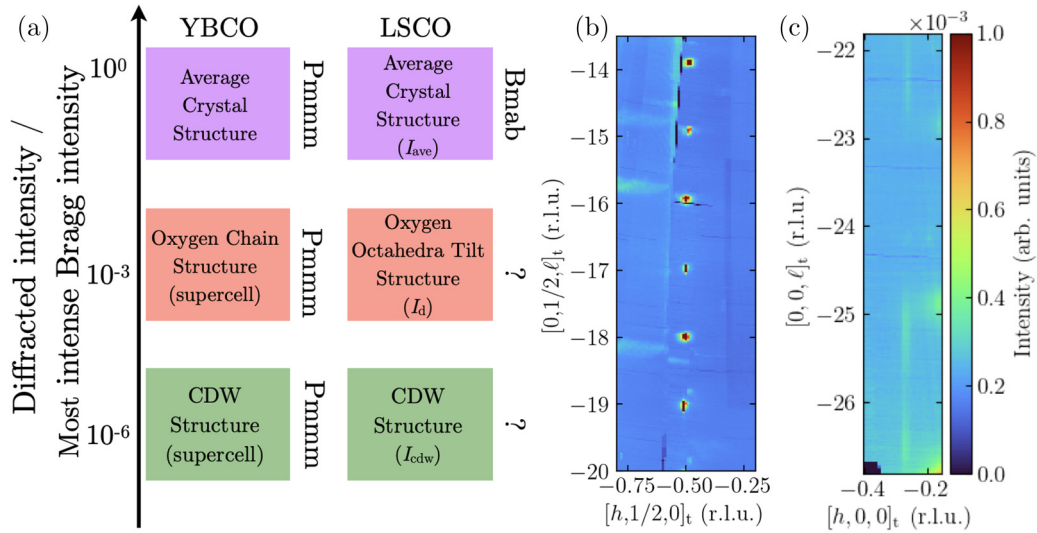 (a)
Diffracted intensity /
Most intense Bragg intensity
10⁰
10⁻³
10⁻⁶
YBCO
LSCO
Average
Crystal
Structure
Pmmm
Average
Crystal
Structure
(I_ave)
Bmab
Oxygen Chain
Structure
(supercell)
Pmmm
Oxygen
Octahedra Tilt
Structure
(I_d)
?
CDW
Structure
(supercell)
Pmmm
CDW
Structure
(I_cdw)
?
(b)
[0,1/2,ℓ]_t (r.l.u.)
−14
−15
−16
−17
−18
−19
−20
−0.75 −0.50 −0.25
[h,1/2,0]_t (r.l.u.)
(c)
[0, 0, ℓ]_t (r.l.u.)
−22
−23
−24
−25
−26
−0.4 −0.2
[h, 0, 0]_t (r.l.u.)
×10⁻³
1.0
0.8
0.6
0.4
0.2
0.0
Intensity (arb. units)